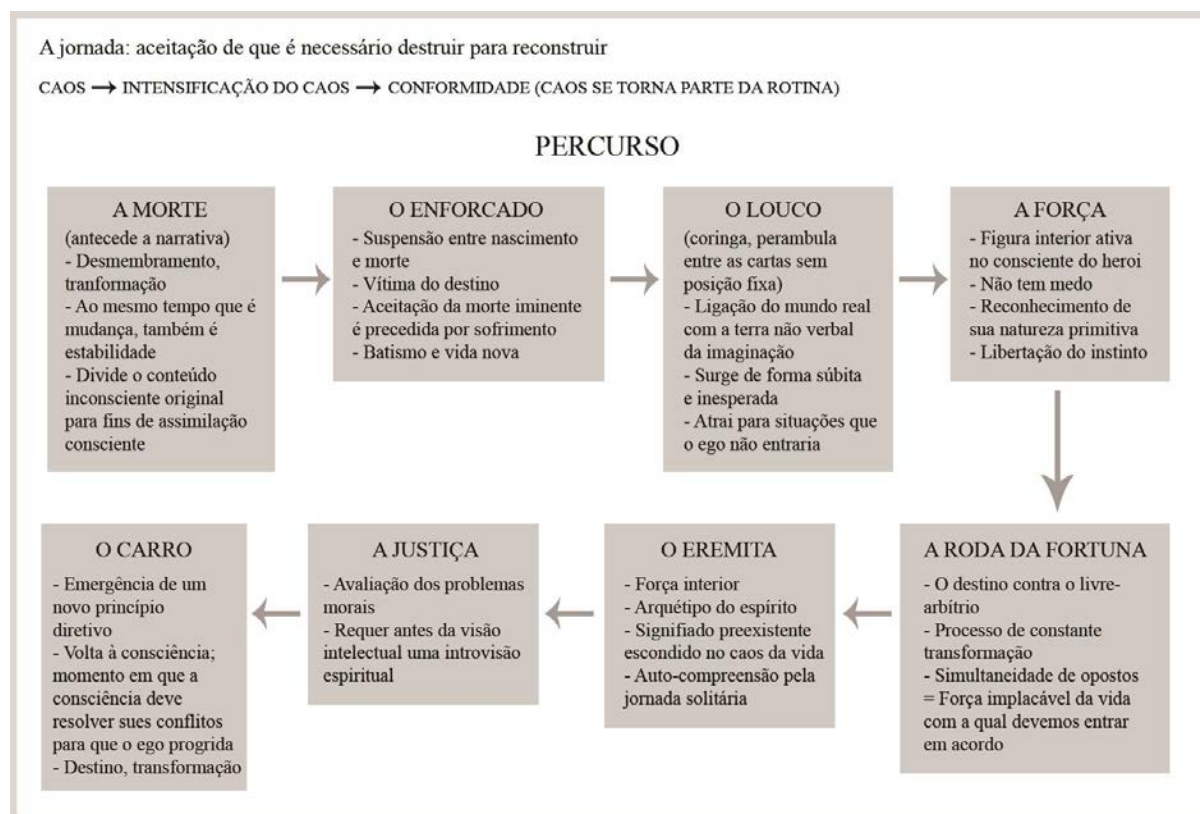 A jornada: aceitação de que é necessário destruir para reconstruir
CAOS → INTENSIFICAÇÃO DO CAOS → CONFORMIDADE (CAOS SE TORNA PARTE DA ROTINA)
PERCURSO
A MORTE
(antecede a narrativa)
- Desmembramento,
tranformação
- Ao mesmo tempo que é
mudança, também é
estabilidade
- Divide o conteúdo
inconsciente original
para fins de assimilação
consciente
O ENFORCADO
- Suspensão entre nascimento
e morte
- Vítima do destino
- Aceitação da morte iminente
é precedida por sofrimento
- Batismo e vida nova
O LOUCO
(coringa, perambula
entre as cartas sem
posição fixa)
- Ligação do mundo real
com a terra não verbal
da imaginação
- Surge de forma súbita
e inesperada
- Atrai para situações que
o ego não entraria
A FORÇA
- Figura interior ativa
no consciente do heroi
- Não tem medo
- Reconhecimento de
sua natureza primitiva
- Libertação do instinto
A RODA DA FORTUNA
- O destino contra o livre-
arbítrio
- Processo de constante
transformação
- Simultaneidade de opostos
= Força implacável da vida
com a qual devemos entrar
em acordo
O EREMITA
- Força interior
- Arquétipo do espírito
- Signifiado preexistente
escondido no caos da vida
- Auto-compreensão pela
jornada solitária
A JUSTIÇA
- Avaliação dos problemas
morais
- Requer antes da visão
intelectual uma introvisão
espiritual
O CARRO
- Emergência de um
novo princípio
diretivo
- Volta à consciência;
momento em que a
consciência deve
resolver sues conflitos
para que o ego progrida
- Destino, transformação